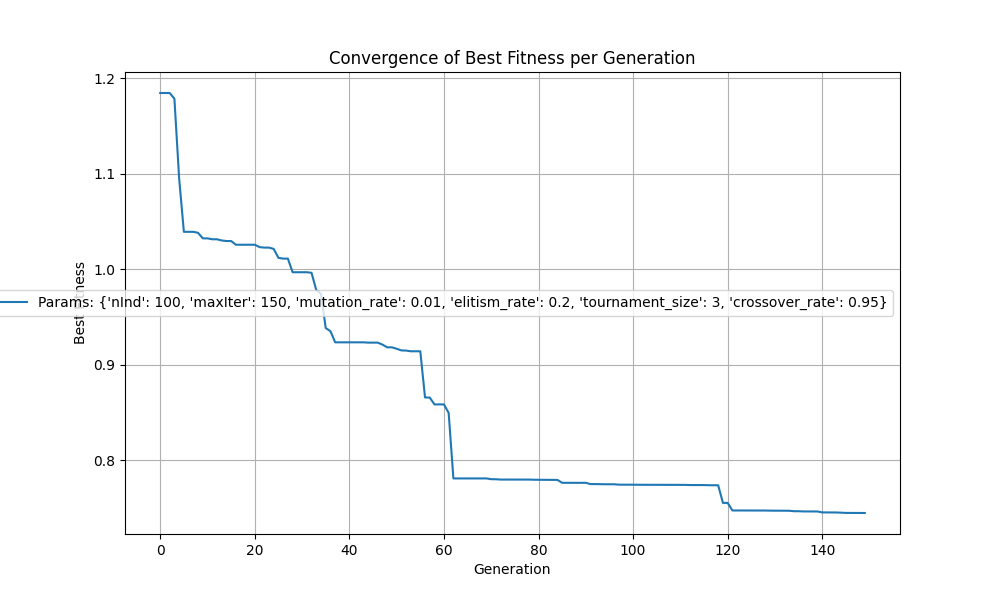 Convergence of Best Fitness per Generation
1.2
1.1
1.0
0.9
0.8
Best
ness
Params: {'nInd': 100, 'maxIter': 150, 'mutation_rate': 0.01, 'elitism_rate': 0.2, 'tournament_size': 3, 'crossover_rate': 0.95}
0 20 40 60 80 100 120 140
Generation